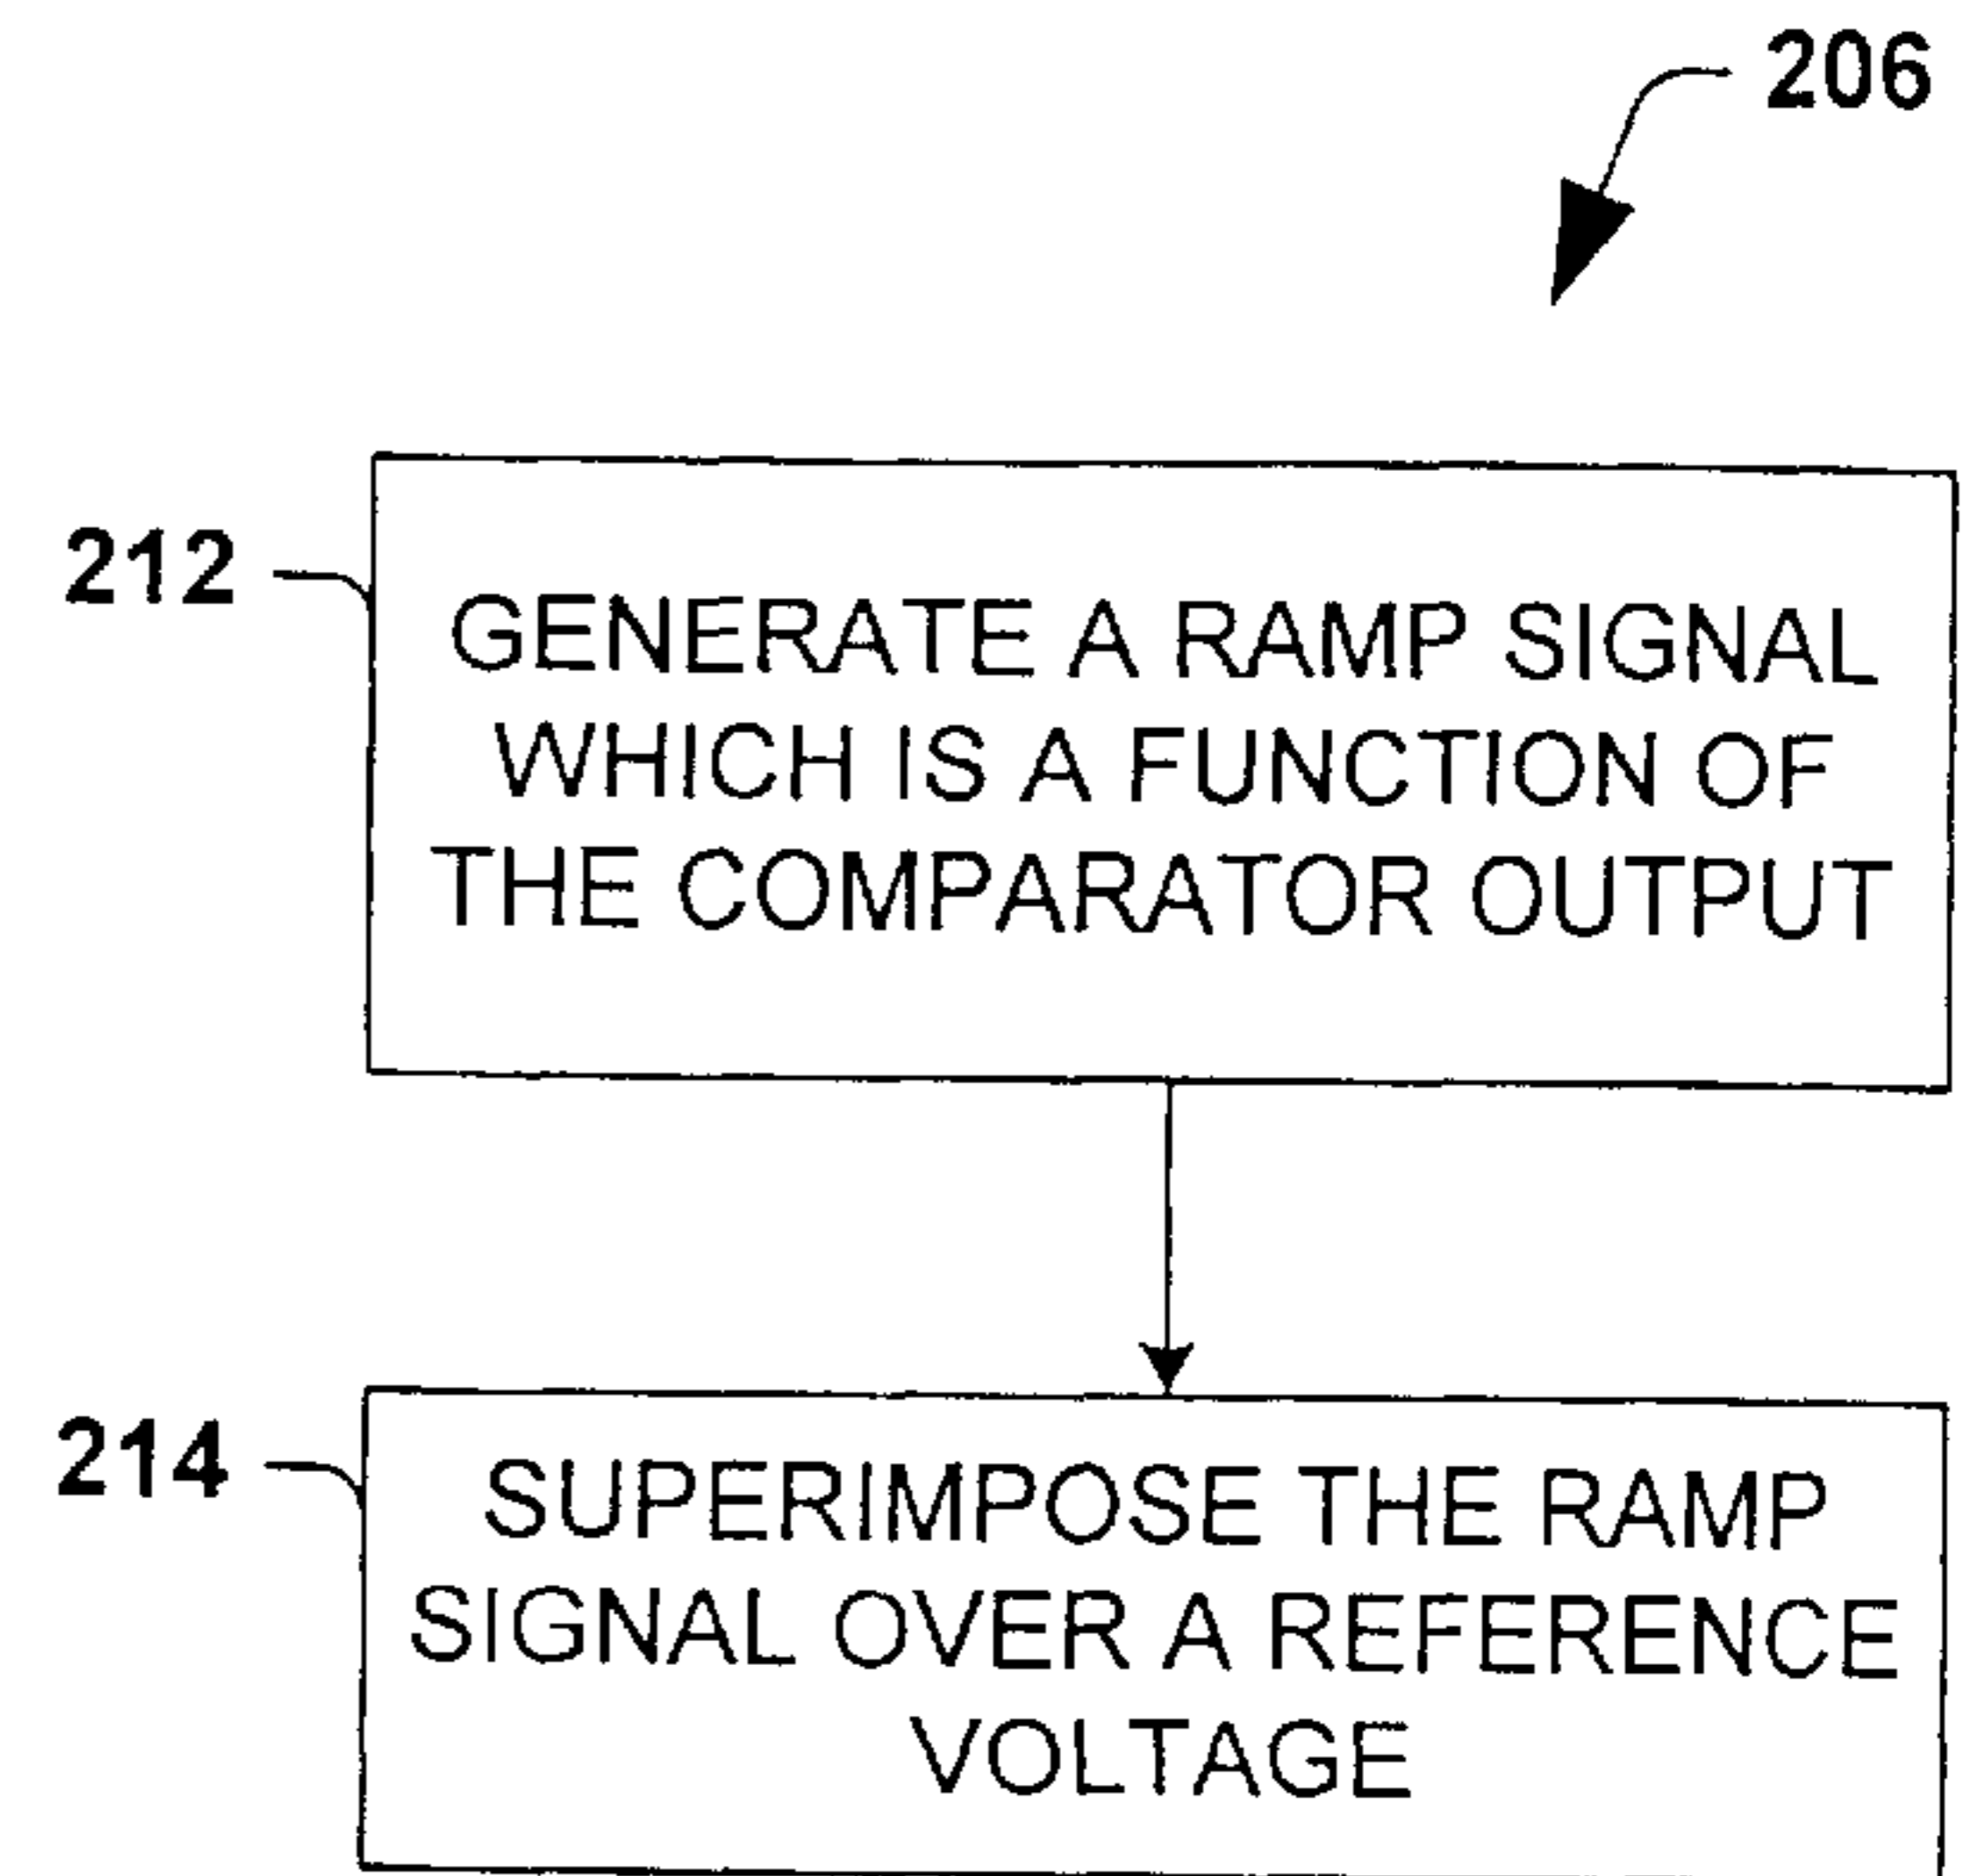 206
212
GENERATE A RAMP SIGNAL
WHICH IS A FUNCTION OF
THE COMPARATOR OUTPUT
214
SUPERIMPOSE THE RAMP
SIGNAL OVER A REFERENCE
VOLTAGE